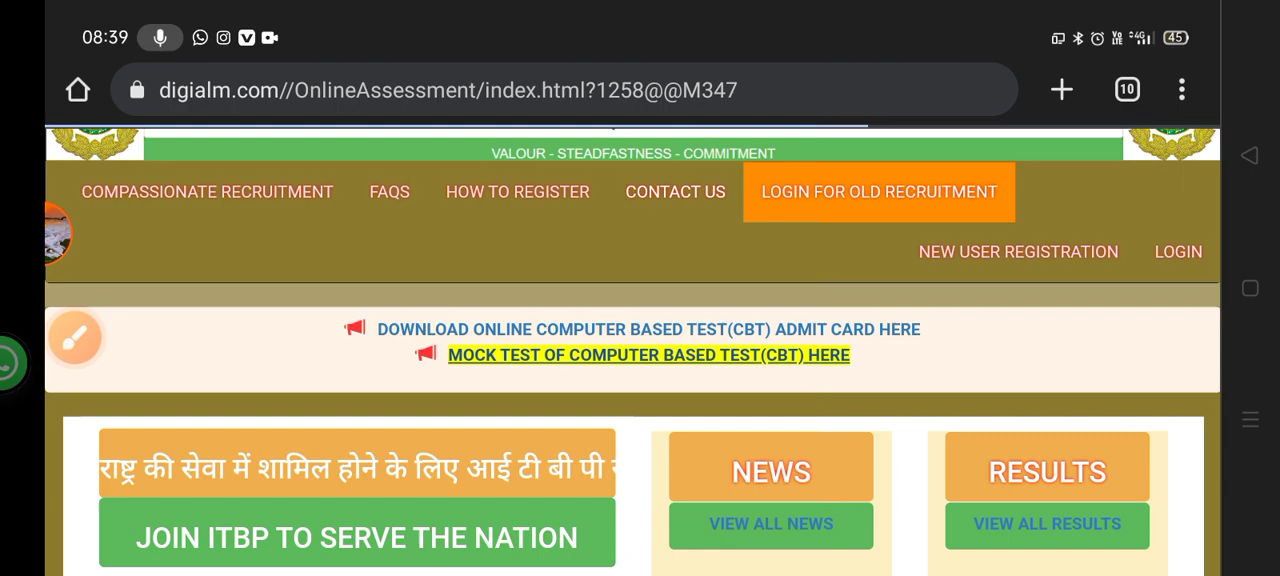 08:39
4G 45
digialm.com//OnlineAssessment/index.html?1258@@M347
10
VALOUR - STEADFASTNESS - COMMITMENT
COMPASSIONATE RECRUITMENT FAQS HOW TO REGISTER CONTACT US LOGIN FOR OLD RECRUITMENT
NEW USER REGISTRATION LOGIN
DOWNLOAD ONLINE COMPUTER BASED TEST(CBT) ADMIT CARD HERE
MOCK TEST OF COMPUTER BASED TEST(CBT) HERE
राष्ट्र की सेवा में शामिल होने के लिए आई टी बी पी
JOIN ITBP TO SERVE THE NATION
NEWS
VIEW ALL NEWS
RESULTS
VIEW ALL RESULTS